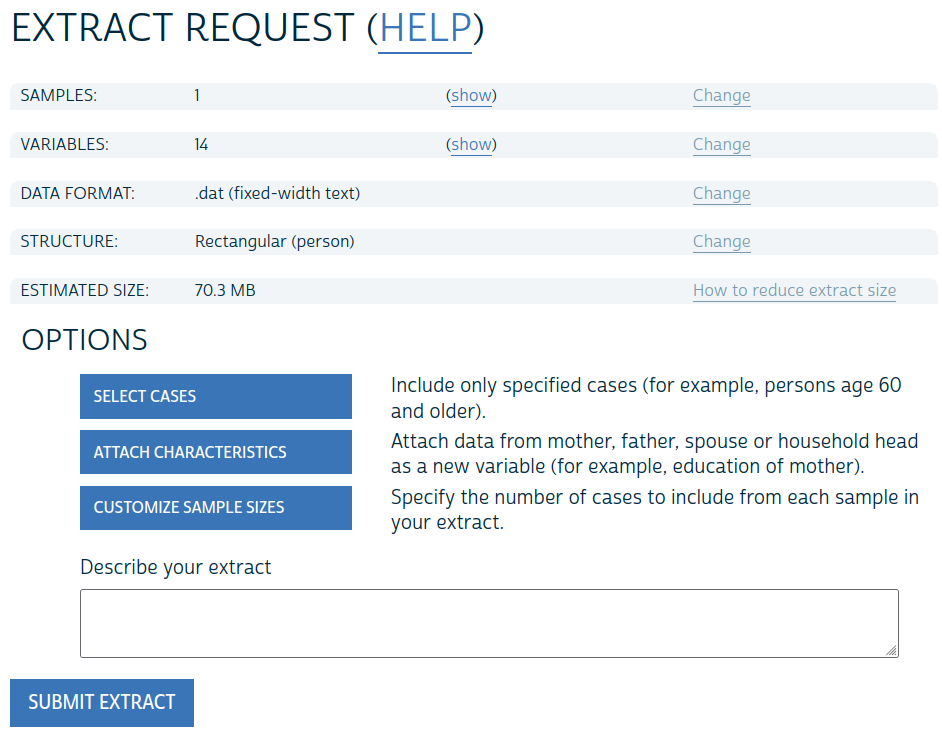 EXTRACT REQUEST (HELP)
SAMPLES: 1 (show) Change
VARIABLES: 14 (show) Change
DATA FORMAT: .dat (fixed-width text) Change
STRUCTURE: Rectangular (person) Change
ESTIMATED SIZE: 70.3 MB How to reduce extract size
OPTIONS
SELECT CASES
Include only specified cases (for example, persons age 60
and older).
ATTACH CHARACTERISTICS
Attach data from mother, father, spouse or household head
as a new variable (for example, education of mother).
CUSTOMIZE SAMPLE SIZES
Specify the number of cases to include from each sample in
your extract.
Describe your extract
SUBMIT EXTRACT